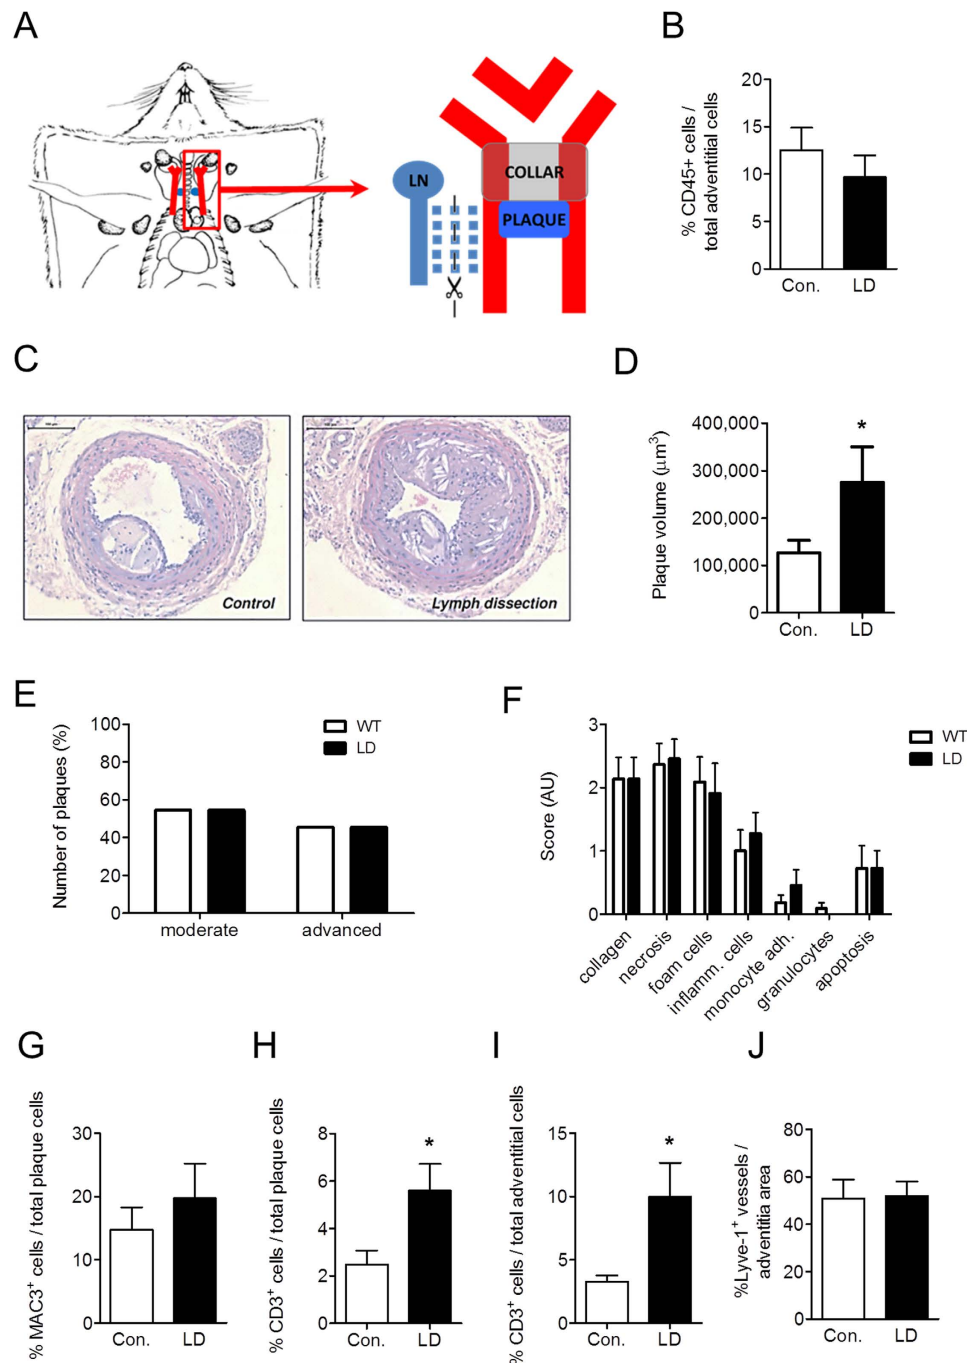 A
LN
COLLAR
PLAQUE
B
% CD45+ cells /
total adventitial cells
20
15
10
5
0
Con.
LD
C
Control
Lymph dissection
D
Plaque volume (μm³)
400,000
300,000
200,000
100,000
0
*
Con.
LD
E
Number of plaques (%)
100
80
60
40
20
0
WT
LD
moderate
advanced
F
Score (AU)
3
2
1
0
WT
LD
collagen
necrosis
foam cells
inflamm. cells
monocyte adh.
granulocytes
apoptosis
G
% MAC3⁺ cells / total plaque cells
30
20
10
0
Con.
LD
H
% CD3⁺ cells / total plaque cells
8
6
4
2
0
*
Con.
LD
I
% CD3⁺ cells / total adventitial cells
15
10
5
0
*
Con.
LD
J
%Lyve-1⁺ vessels /
adventitia area
80
60
40
20
0
Con.
LD